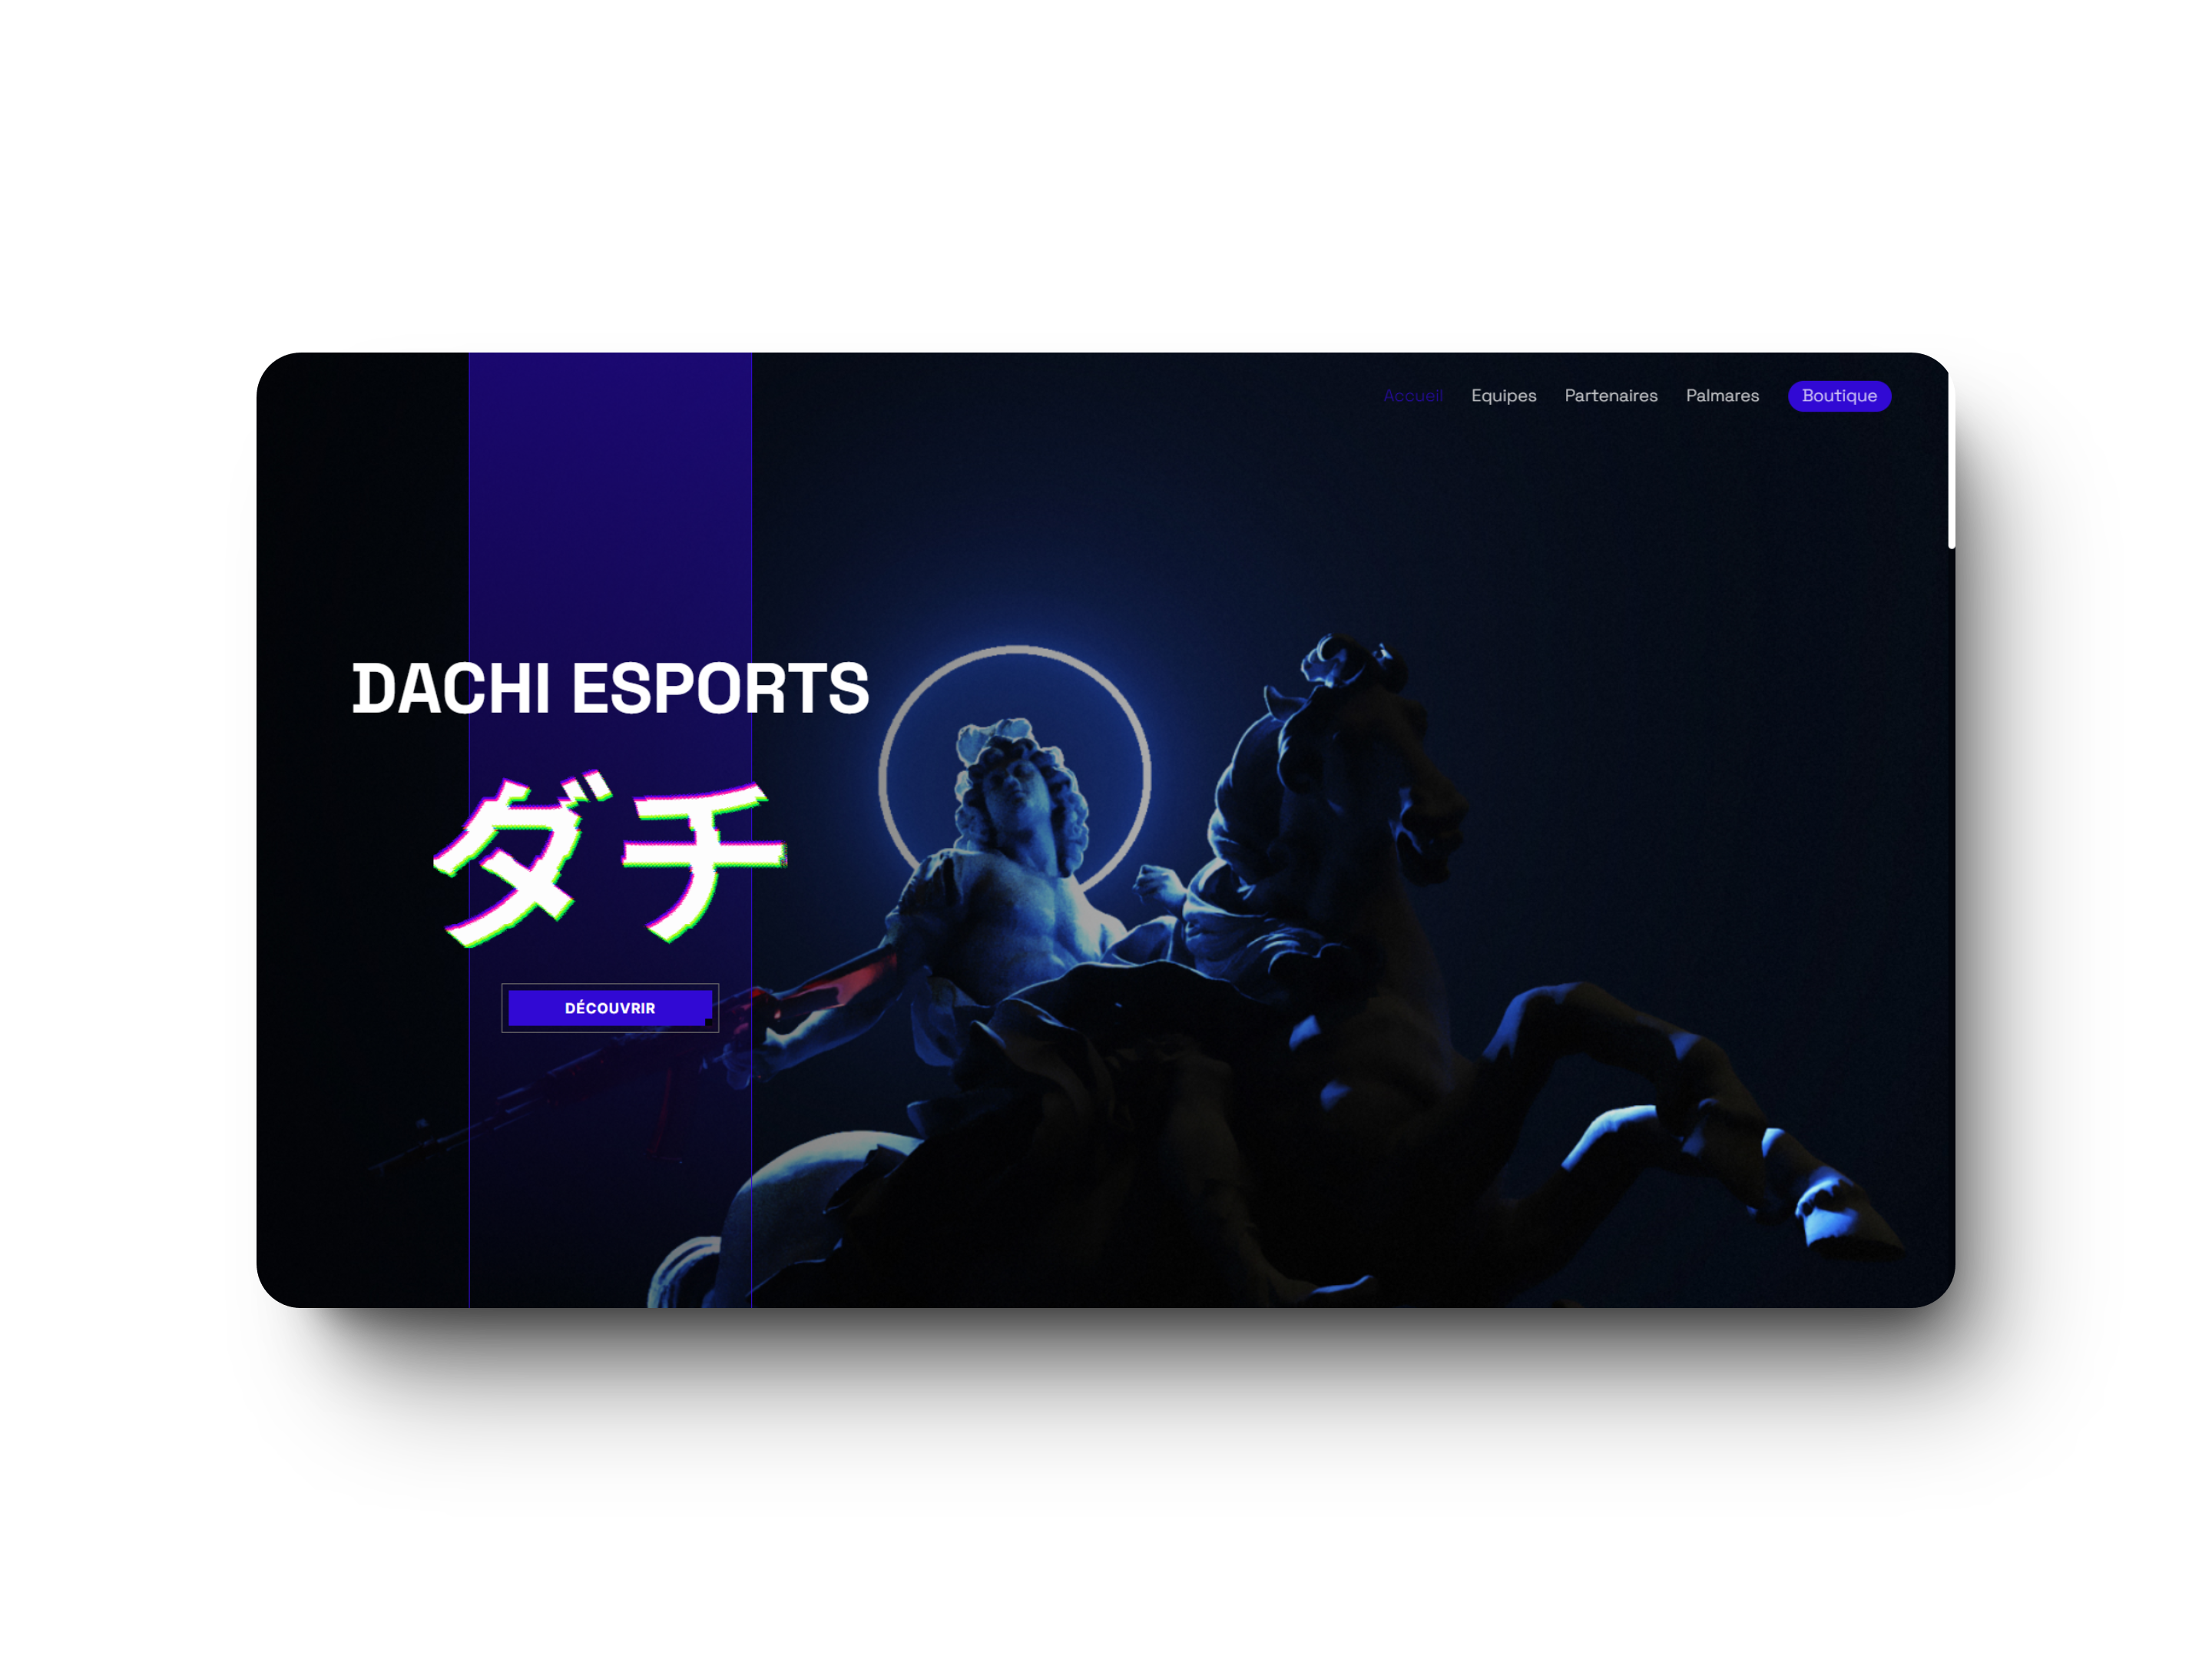 Accueil Equipes Partenaires Palmares Boutique
DACHI ESPORTS
ダチ
DÉCOUVRIR